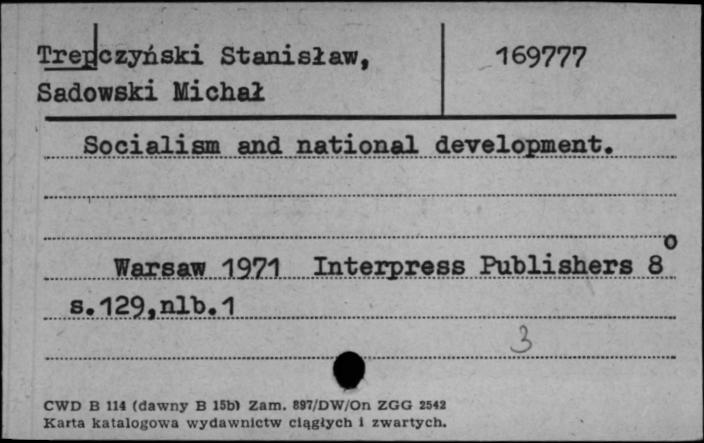 Trepczyński Stanisław, 169777
Sadowski Michał
Socialism and national development.
Warsaw 1971 Interpress Publishers 8°
s.129,nlb.1
3
CWD B 114 (dawny B 15b) Zam. 897/DW/On ZGG 2542
Karta katalogowa wydawnictw ciągłych i zwartych.